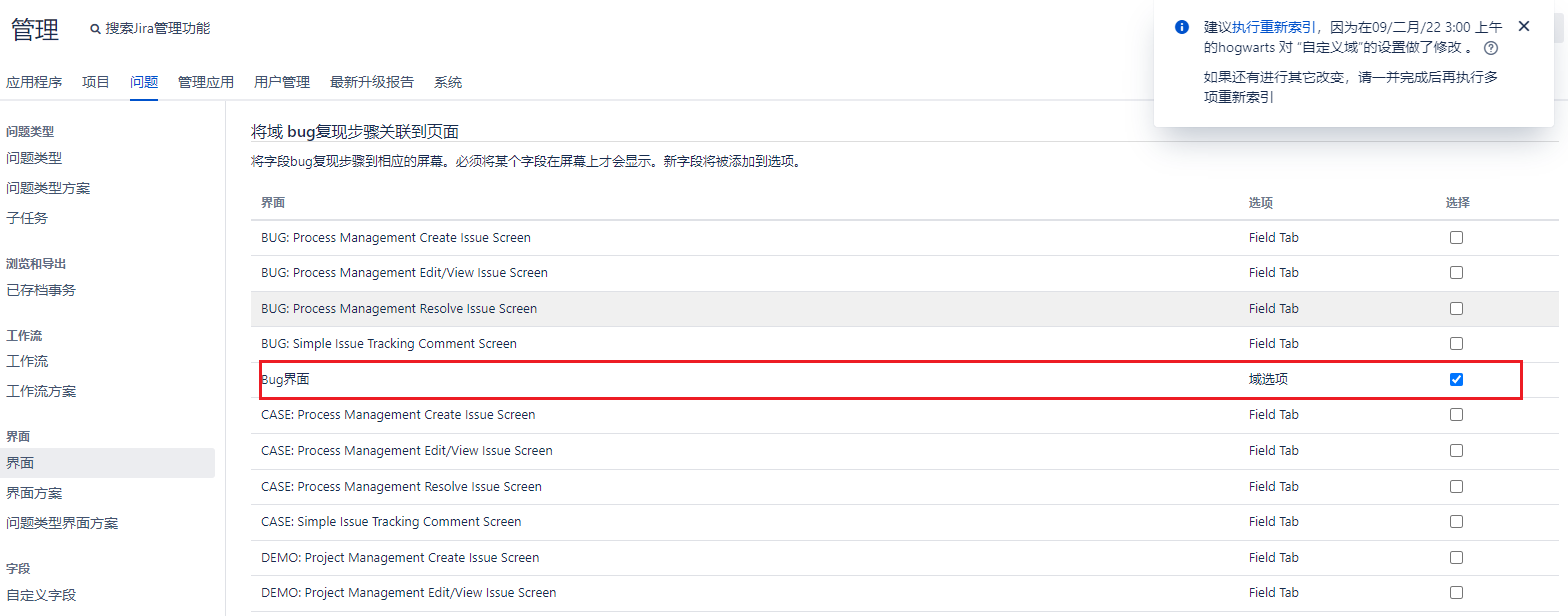 管理
搜索Jira管理功能
建议执行重新索引，因为在09/二月/22 3:00 上午
的hogwarts 对 “自定义域”的设置做了修改 。
如果还有进行其它改变，请一并完成后再执行多
项重新索引
应用程序 项目 问题 管理应用 用户管理 最新升级报告 系统
问题类型
问题类型
问题类型方案
子任务
浏览和导出
已存档事务
工作流
工作流
工作流方案
界面
界面
界面方案
问题类型界面方案
字段
自定义字段
将域 bug复现步骤关联到页面
将字段bug复现步骤到相应的屏幕。必须将某个字段在屏幕上才会显示。新字段将被添加到选项。
界面 选项 选择
BUG: Process Management Create Issue Screen Field Tab
BUG: Process Management Edit/View Issue Screen Field Tab
BUG: Process Management Resolve Issue Screen Field Tab
BUG: Simple Issue Tracking Comment Screen Field Tab
Bug界面 域选项
CASE: Process Management Create Issue Screen Field Tab
CASE: Process Management Edit/View Issue Screen Field Tab
CASE: Process Management Resolve Issue Screen Field Tab
CASE: Simple Issue Tracking Comment Screen Field Tab
DEMO: Project Management Create Issue Screen Field Tab
DEMO: Project Management Edit/View Issue Screen Field Tab